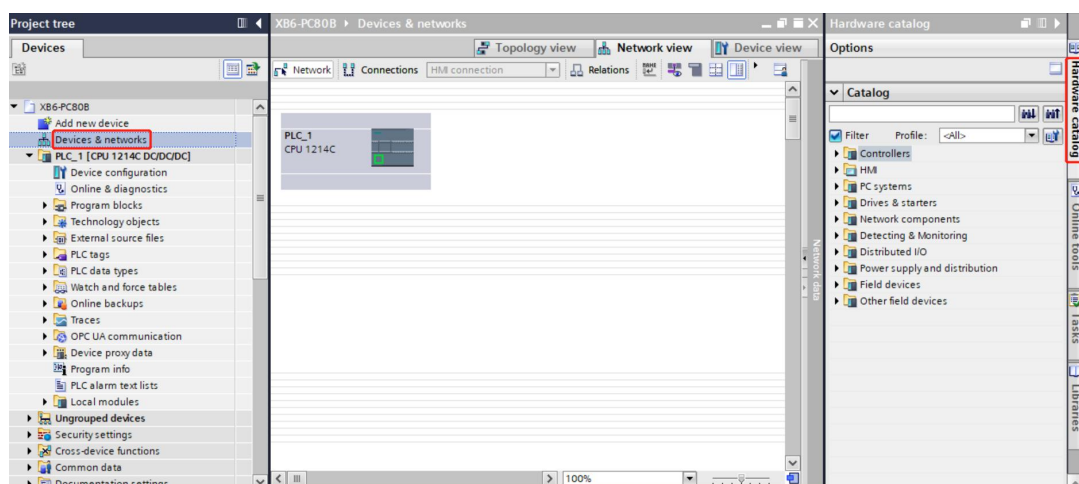 Project tree
Devices
XB6-PC80B
Add new device
Devices & networks
PLC_1 [CPU 1214C DC/DC/DC]
Device configuration
Online & diagnostics
Program blocks
Technology objects
External source files
PLC tags
PLC data types
Watch and force tables
Online backups
Traces
OPC UA communication
Device proxy data
Program info
PLC alarm text lists
Local modules
Ungrouped devices
Security settings
Cross-device functions
Common data
Documentation settings
XB6-PC80B Devices & networks
Topology view Network view Device view
Network Connections HMI connection Relations
PLC_1
CPU 1214C
100%
Network data
Hardware catalog
Options
Catalog
Filter Profile: <All>
Controllers
HMI
PC systems
Drives & starters
Network components
Detecting & Monitoring
Distributed I/O
Power supply and distribution
Field devices
Other field devices
Hardware catalog
Online tools
Tasks
Libraries